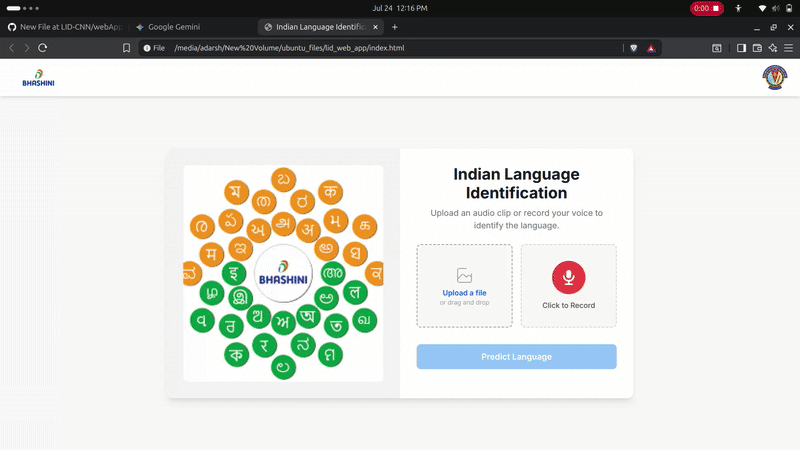 Jul 24 12:16 PM
0:00
New File at LID-CNN/webApp
Google Gemini
Indian Language Identific
File /media/adarsh/New%20Volume/ubuntu_files/lid_web_app/index.html
BHASHINI
ಬ
ਸ
ത
ਰ
क
ဂ
ਪ
અ
अ
अ
ਮ
ક
ਸ
ਇ
ਅ
ਬ
BHASHINI
इ
ആ
ல
இ
অ
त
ર
ন
ਮ
Indian Language
Identification
Upload an audio clip or record your voice to
identify the language.
Upload a file
or drag and drop
Click to Record
Predict Language